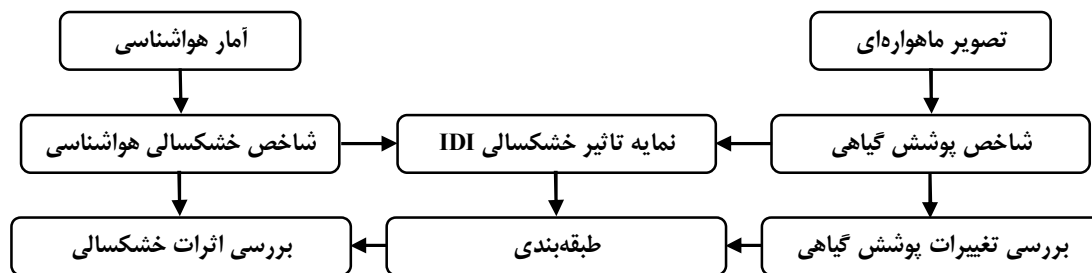 تصویر ماهواره‌ای
آمار هواشناسی
شاخص پوشش گیاهی
نمایه تاثیر خشکسالی IDI
شاخص خشکسالی هواشناسی
بررسی تغییرات پوشش گیاهی
طبقه‌بندی
بررسی اثرات خشکسالی